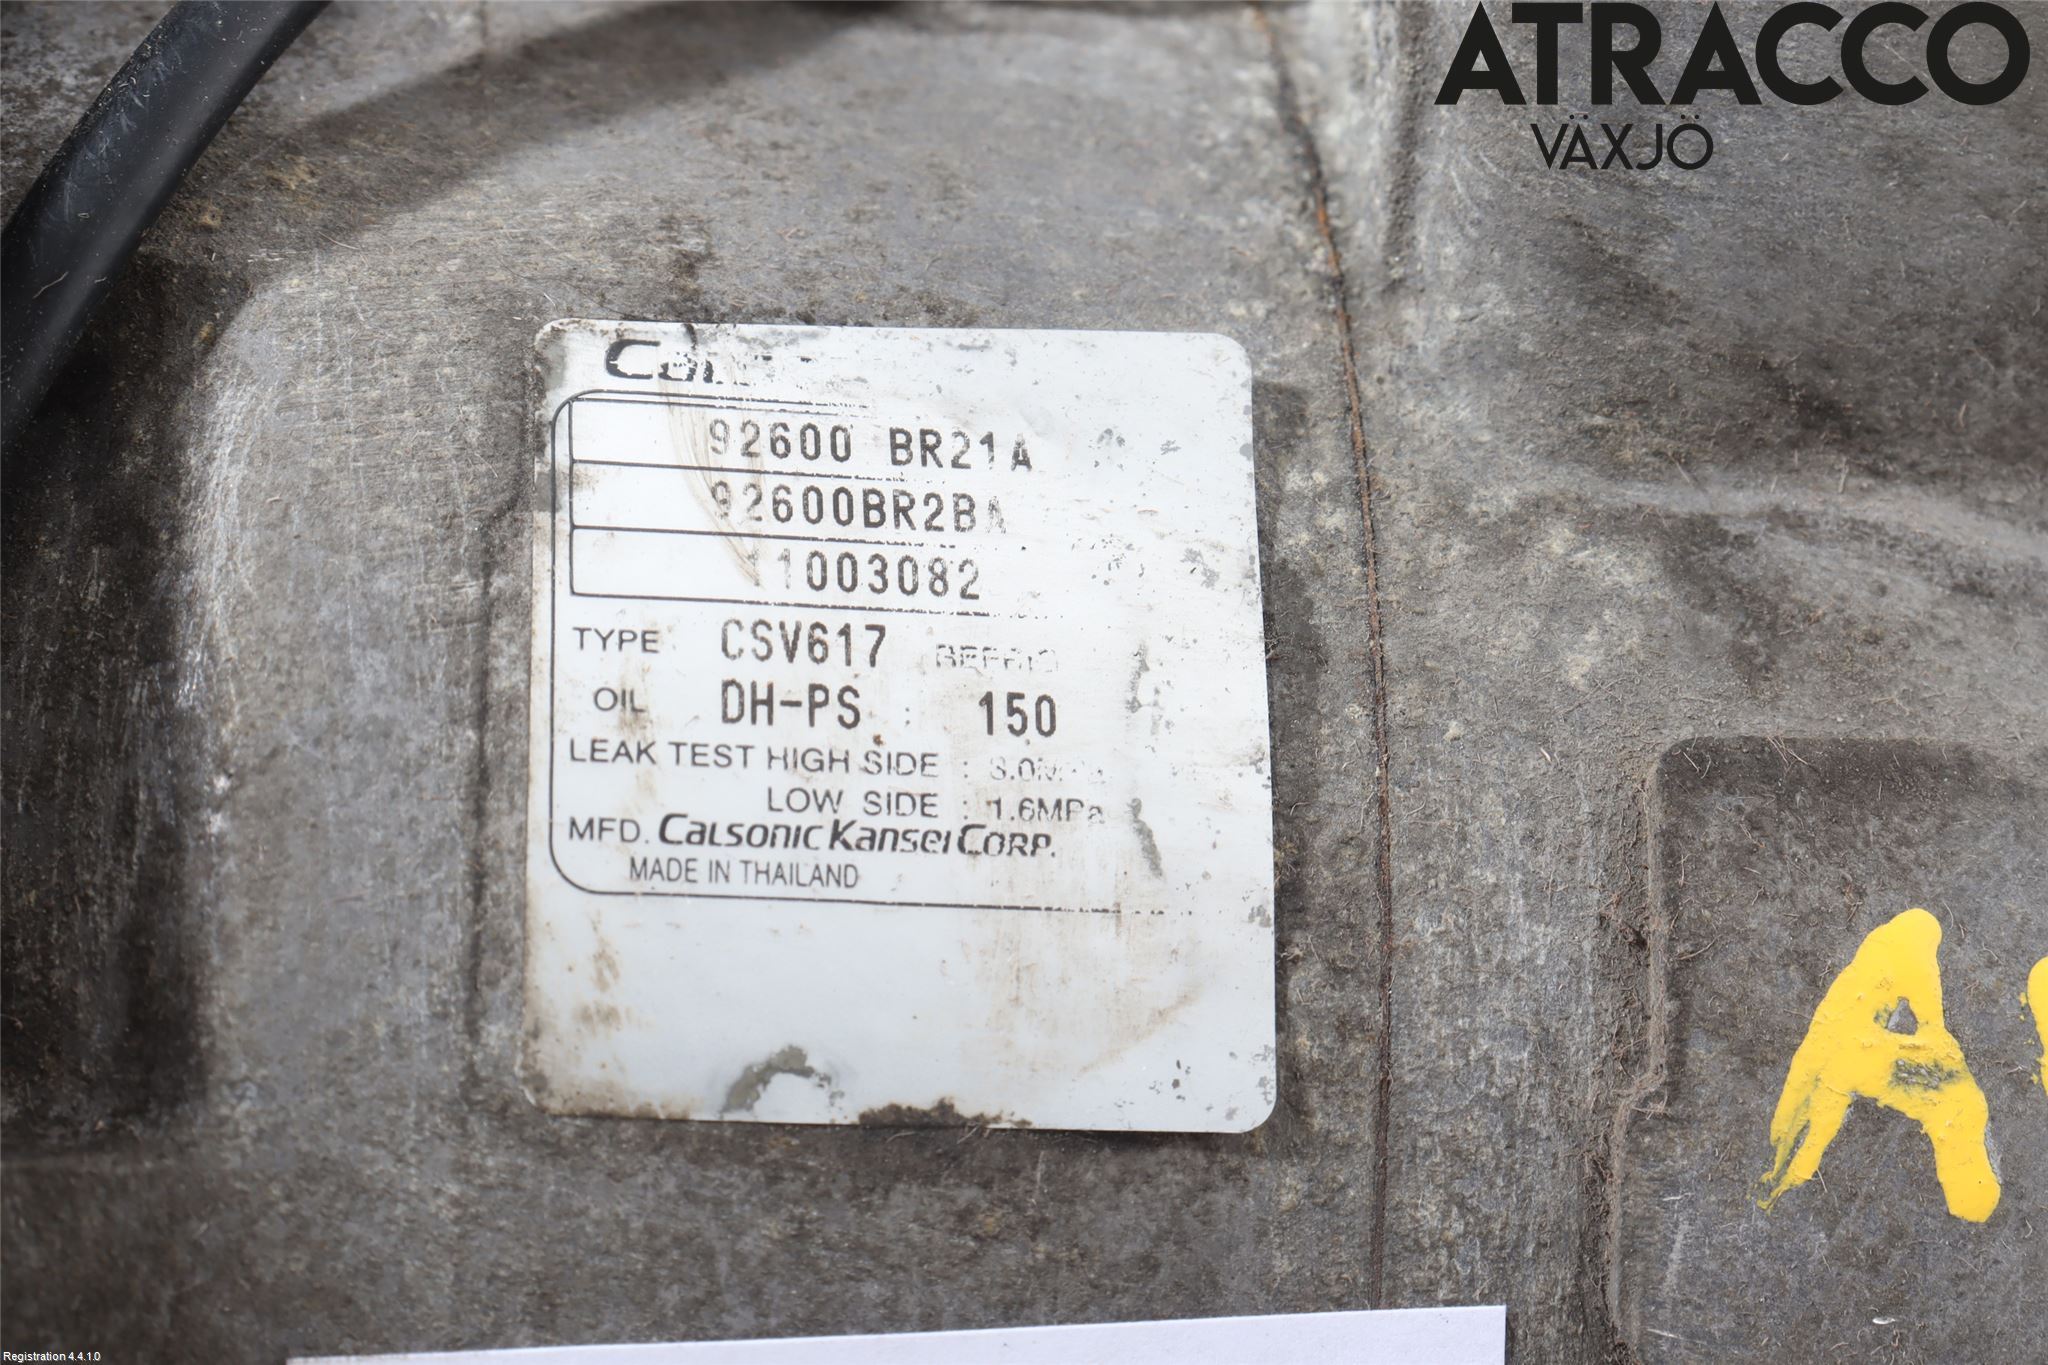 ATRACCO
VÄXJÖ
92600 BR21A
92600BR2BA
11003082
TYPE CSV617
OIL DH-PS : 150
LEAK TEST HIGH SIDE :
LOW SIDE : 1.6MPa
MFD. Calsonic Kansei Corp.
MADE IN THAILAND
A
Registration 4.4.1.0